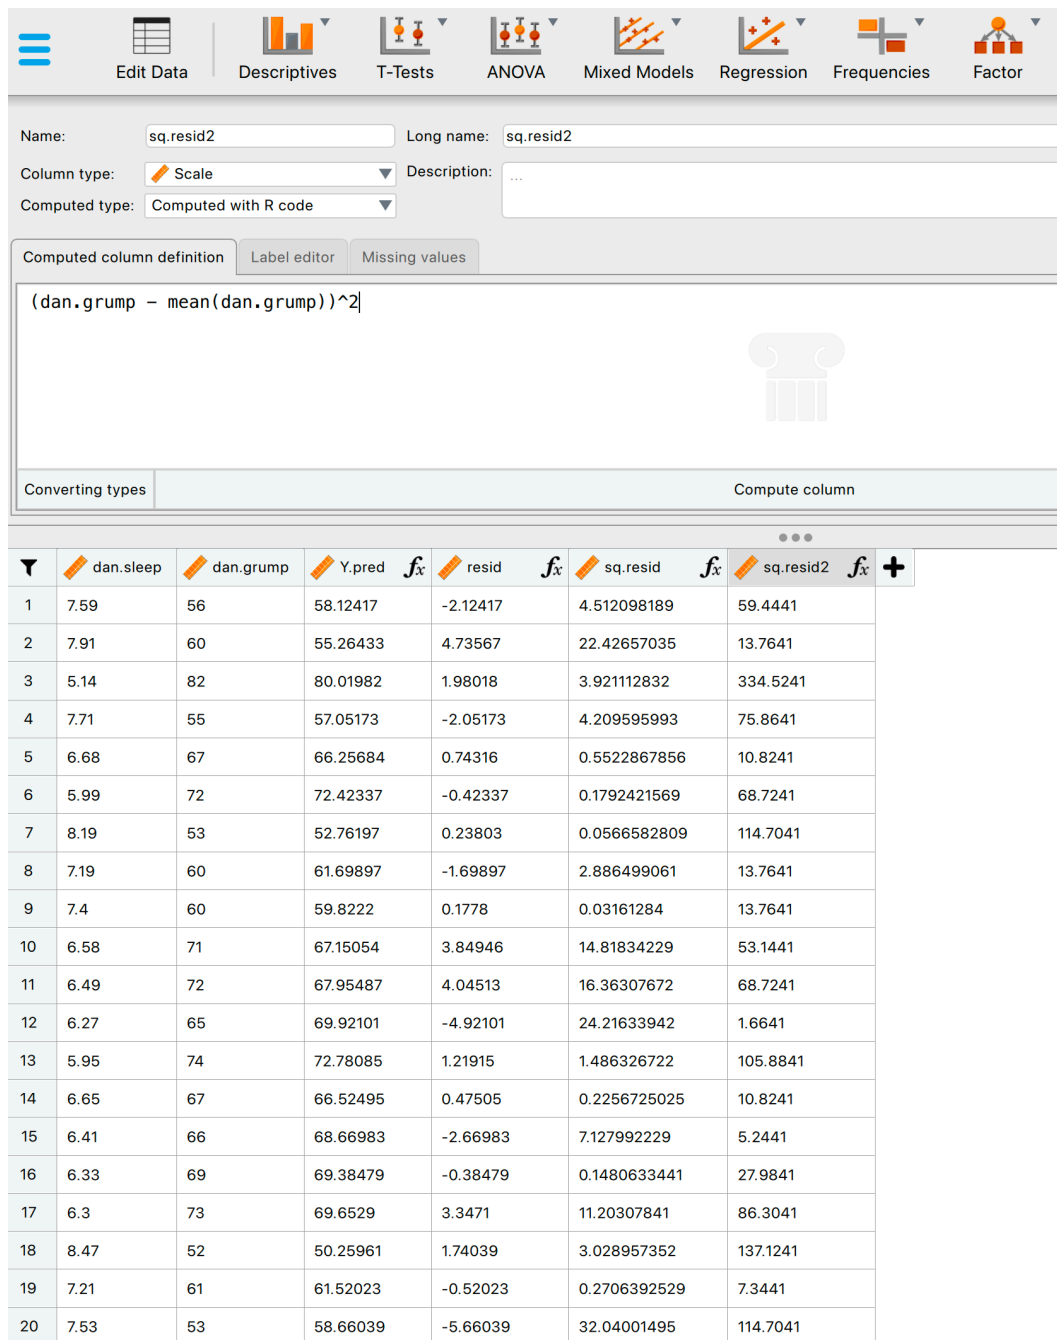 Edit Data Descriptives T-Tests ANOVA Mixed Models Regression Frequencies Factor
Name: sq.resid2 Long name: sq.resid2
Column type: Scale Description: ...
Computed type: Computed with R code
Computed column definition Label editor Missing values
(dan.grump - mean(dan.grump))^2
Converting types Compute column
dan.sleep dan.grump Y.pred fx resid fx sq.resid fx sq.resid2 fx
1 7.59 56 58.12417 -2.12417 4.512098189 59.4441
2 7.91 60 55.26433 4.73567 22.42657035 13.7641
3 5.14 82 80.01982 1.98018 3.921112832 334.5241
4 7.71 55 57.05173 -2.05173 4.209595993 75.8641
5 6.68 67 66.25684 0.74316 0.5522867856 10.8241
6 5.99 72 72.42337 -0.42337 0.1792421569 68.7241
7 8.19 53 52.76197 0.23803 0.0566582809 114.7041
8 7.19 60 61.69897 -1.69897 2.886499061 13.7641
9 7.4 60 59.8222 0.1778 0.03161284 13.7641
10 6.58 71 67.15054 3.84946 14.81834229 53.1441
11 6.49 72 67.95487 4.04513 16.36307672 68.7241
12 6.27 65 69.92101 -4.92101 24.21633942 1.6641
13 5.95 74 72.78085 1.21915 1.486326722 105.8841
14 6.65 67 66.52495 0.47505 0.2256725025 10.8241
15 6.41 66 68.66983 -2.66983 7.127992229 5.2441
16 6.33 69 69.38479 -0.38479 0.1480633441 27.9841
17 6.3 73 69.6529 3.3471 11.20307841 86.3041
18 8.47 52 50.25961 1.74039 3.028957352 137.1241
19 7.21 61 61.52023 -0.52023 0.2706392529 7.3441
20 7.53 53 58.66039 -5.66039 32.04001495 114.7041